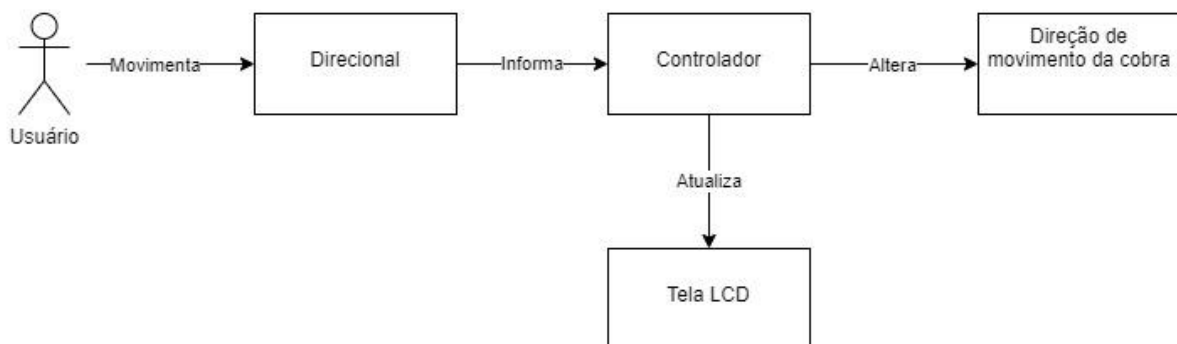 Movimenta
Direcional
Informa
Controlador
Altera
Direção de
movimento da cobra
Usuário
Atualiza
Tela LCD